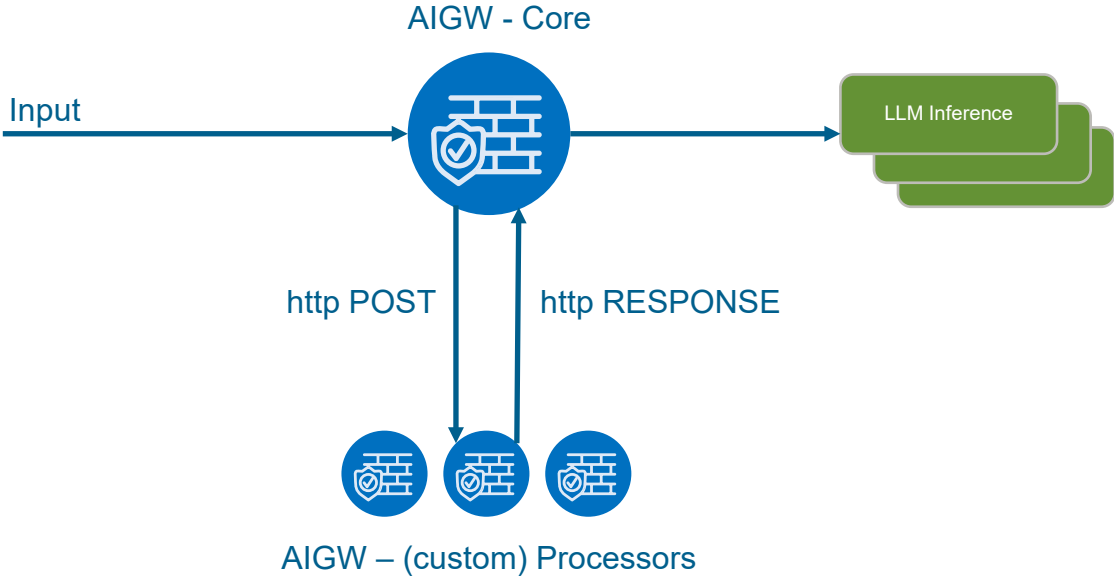 AIGW - Core
Input
LLM Inference
http POST
http RESPONSE
AIGW – (custom) Processors